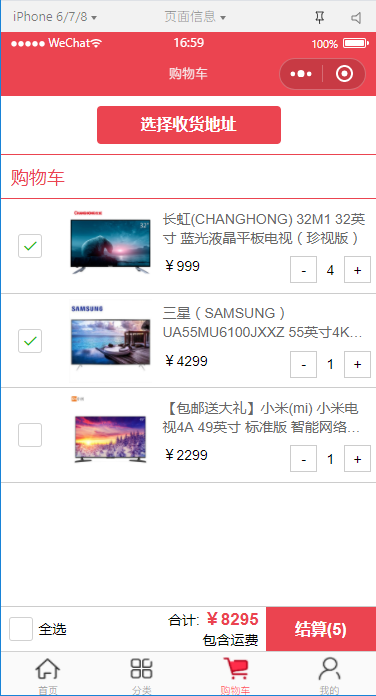 iPhone 6/7/8
页面信息
WeChat
16:59
100%
购物车
选择收货地址
购物车
CHANGHONG
32"
长虹(CHANGHONG) 32M1 32英
寸 蓝光液晶平板电视（珍视版）
￥999
- 4 +
SAMSUNG
三星（SAMSUNG）
UA55MU6100JXXZ 55英寸4K…
￥4299
- 1 +
【包邮送大礼】小米(mi) 小米电
视4A 49英寸 标准版 智能网络…
￥2299
- 1 +
全选
合计: ￥8295
包含运费
结算(5)
首页
分类
购物车
我的